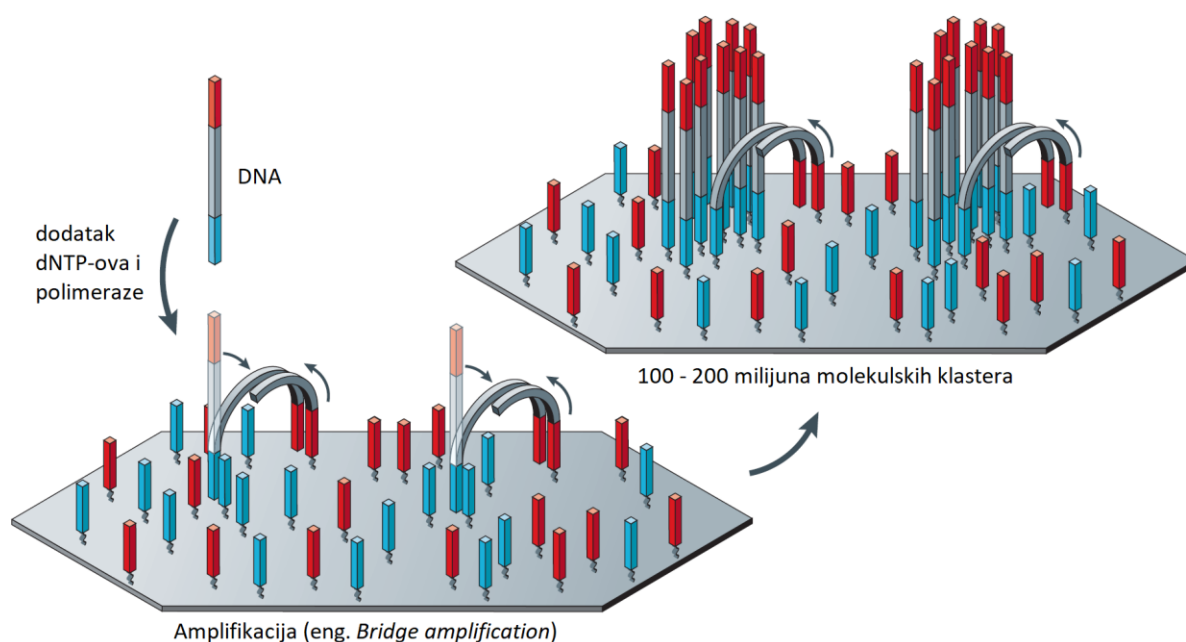 DNA
dodatak
dNTP-ova i
polimeraze
100 - 200 milijuna molekulskih klastera
Amplifikacija (eng. Bridge amplification)